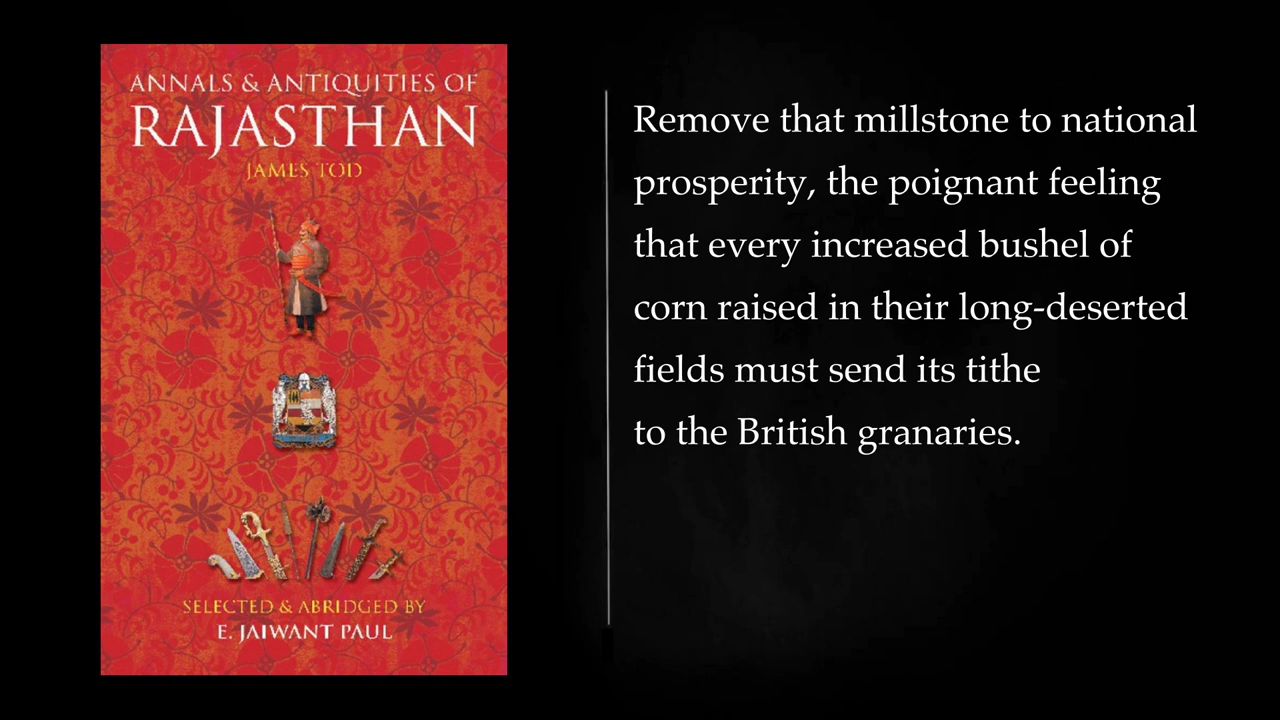 ANNALS & ANTIQUITIES OF
RAJASTHAN
JAMES TOD
SELECTED & ABRIDGED BY
E. JAIWANT PAUL
Remove that millstone to national
prosperity, the poignant feeling
that every increased bushel of
corn raised in their long-deserted
fields must send its tithe
to the British granaries.